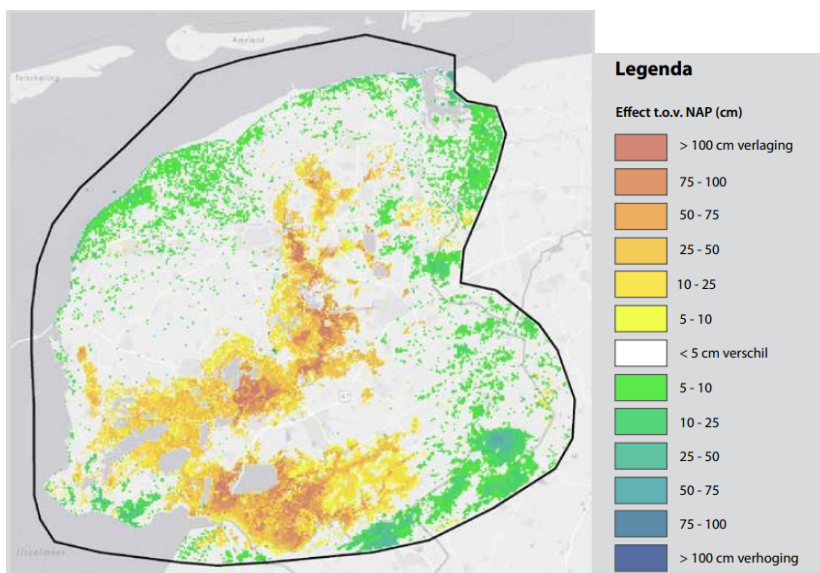 Ameland
Terschelling
47
IJsselmeer
Legenda
Effect t.o.v. NAP (cm)
> 100 cm verlaging
75 - 100
50 - 75
25 - 50
10 - 25
5 - 10
< 5 cm verschil
5 - 10
10 - 25
25 - 50
50 - 75
75 - 100
> 100 cm verhoging